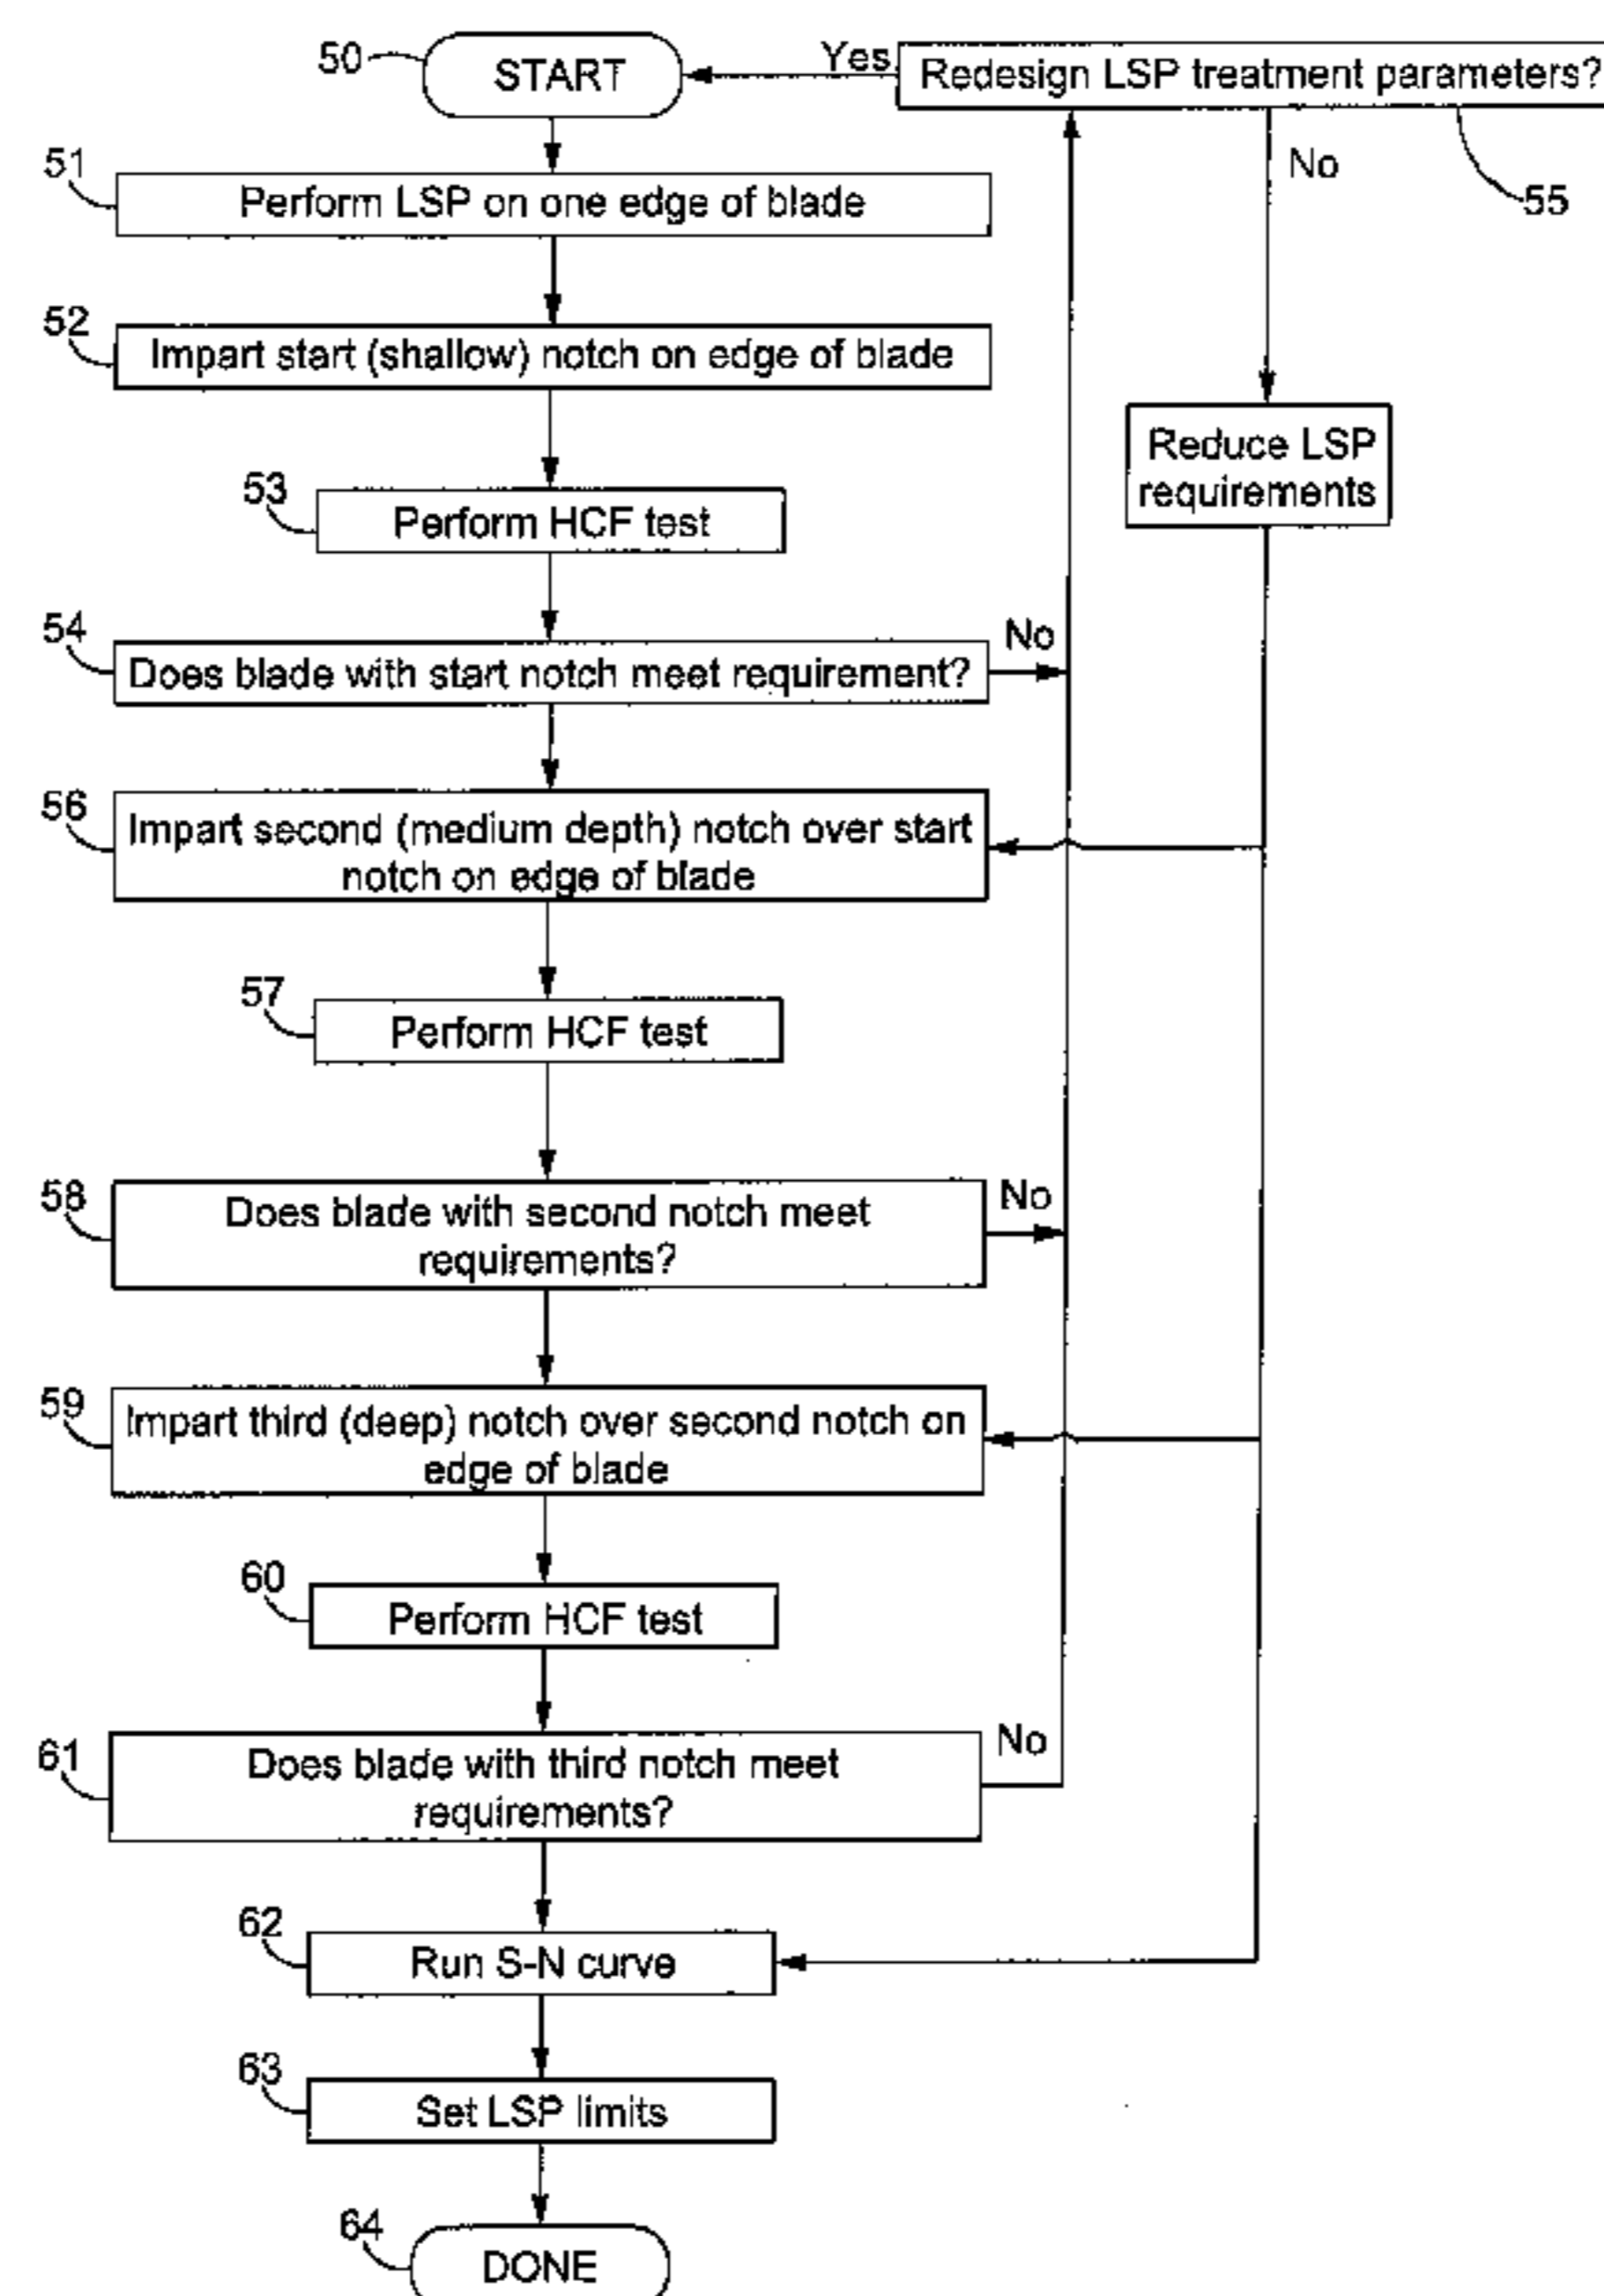 50
START
Yes
Redesign LSP treatment parameters?
55
No
51
Perform LSP on one edge of blade
52
Impart start (shallow) notch on edge of blade
Reduce LSP
requirements
53
Perform HCF test
54
Does blade with start notch meet requirement?
No
56
Impart second (medium depth) notch over start
notch on edge of blade
57
Perform HCF test
58
Does blade with second notch meet
requirements?
No
59
Impart third (deep) notch over second notch on
edge of blade
60
Perform HCF test
61
Does blade with third notch meet
requirements?
No
62
Run S-N curve
63
Set LSP limits
64
DONE